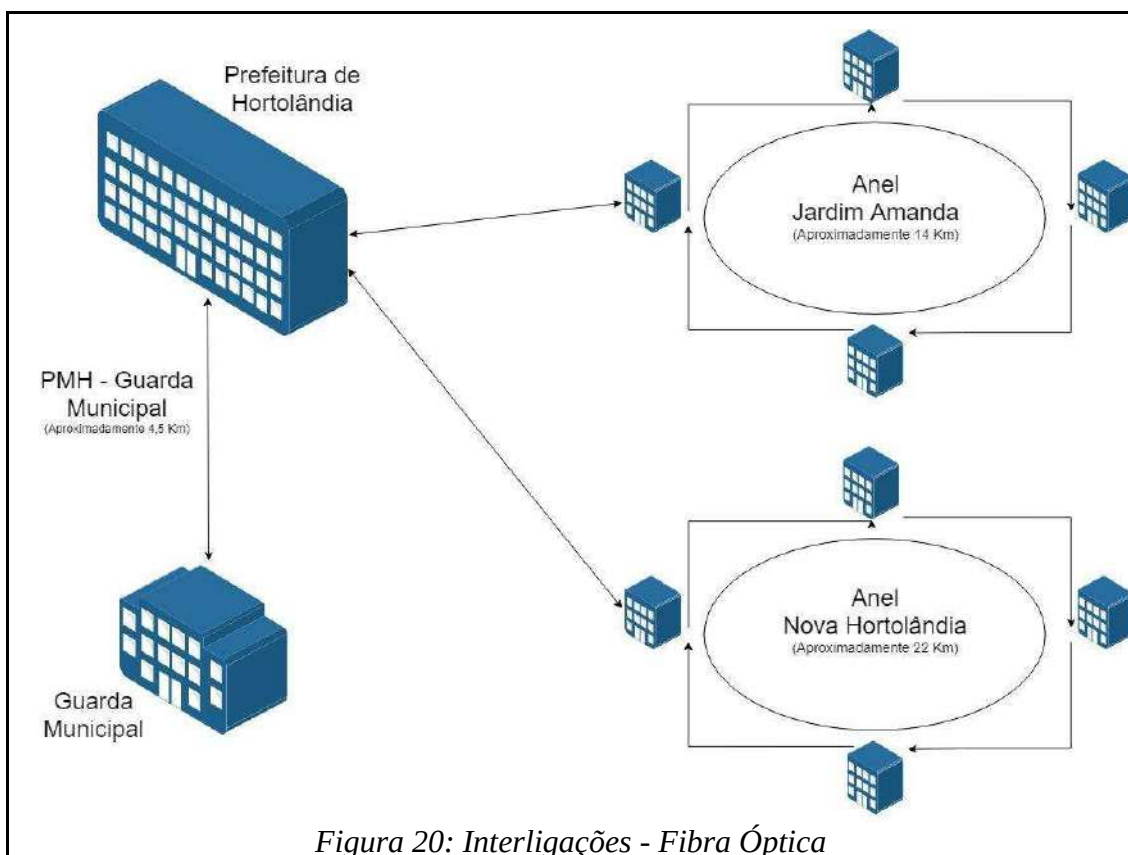 Prefeitura de
Hortolândia
Anel
Jardim Amanda
(Aproximadamente 14 Km)
PMH - Guarda
Municipal
(Aproximadamente 4,5 Km)
Anel
Nova Hortolândia
(Aproximadamente 22 Km)
Guarda
Municipal
Figura 20: Interligações - Fibra Óptica